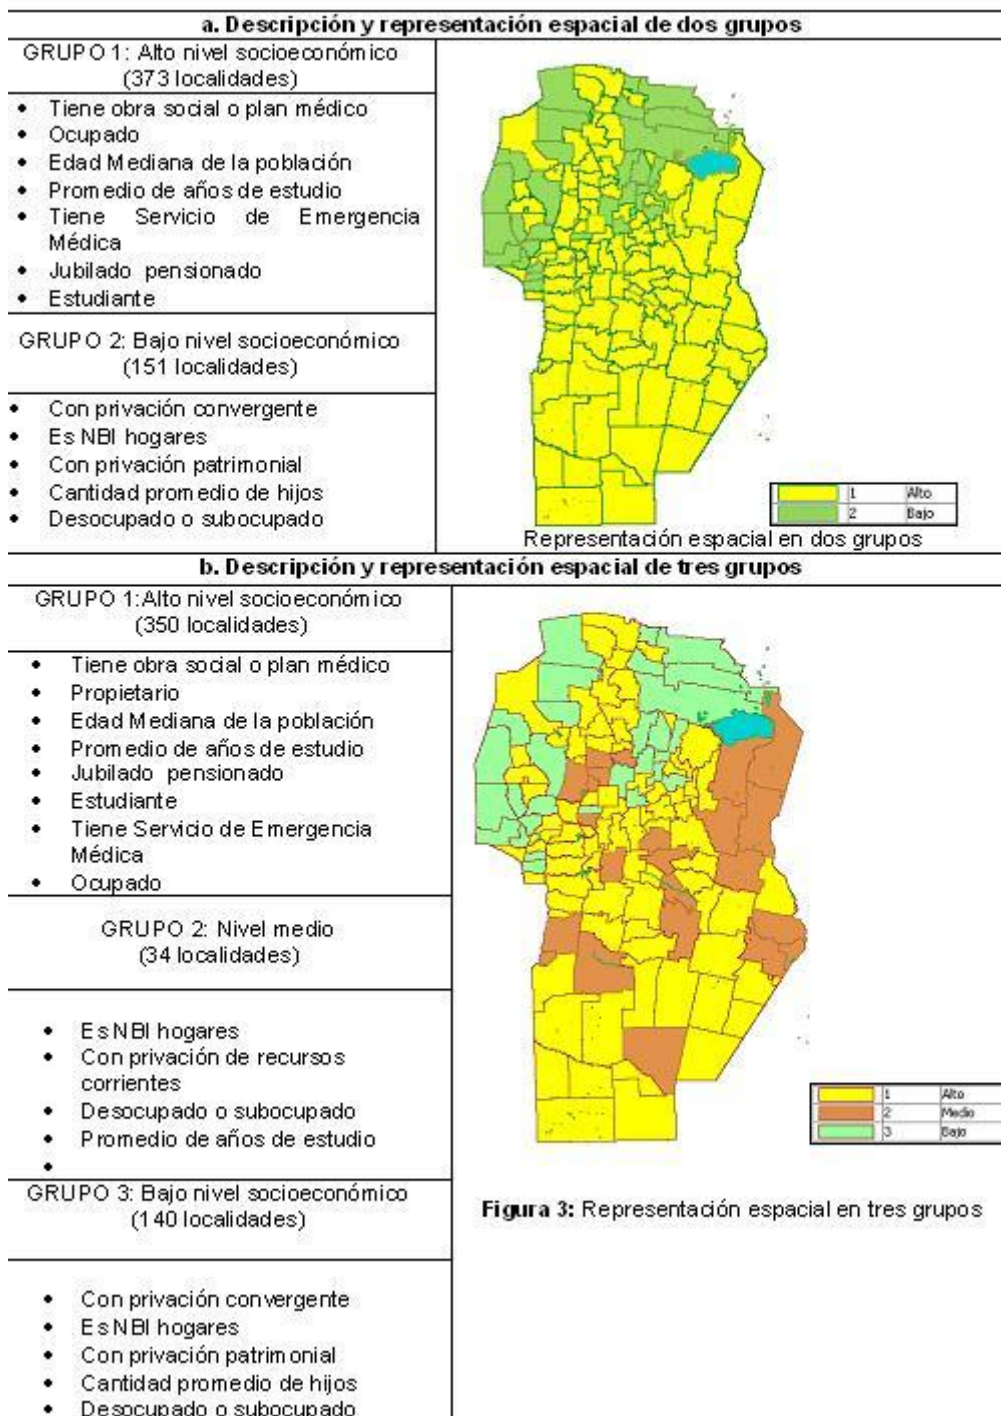 a. Descripción y representación espacial de dos grupos
GRUPO 1: Alto nivel socioeconómico
(373 localidades)
• Tiene obra social o plan médico
• Ocupado
• Edad Mediana de la población
• Promedio de años de estudio
• Tiene Servicio de Emergencia
Médica
• Jubilado pensionado
• Estudiante
GRUPO 2: Bajo nivel socioeconómico
(151 localidades)
• Con privación convergente
• Es NBI hogares
• Con privación patrimonial
• Cantidad promedio de hijos
• Desocupado o subocupado
1 Alto
2 Bajo
Representación espacial en dos grupos
b. Descripción y representación espacial de tres grupos
GRUPO 1:Alto nivel socioeconómico
(350 localidades)
• Tiene obra social o plan médico
• Propietario
• Edad Mediana de la población
• Promedio de años de estudio
• Jubilado pensionado
• Estudiante
• Tiene Servicio de Emergencia
Médica
• Ocupado
GRUPO 2: Nivel medio
(34 localidades)
• Es NBI hogares
• Con privación de recursos
corrientes
• Desocupado o subocupado
• Promedio de años de estudio
•
GRUPO 3: Bajo nivel socioeconómico
(140 localidades)
• Con privación convergente
• Es NBI hogares
• Con privación patrimonial
• Cantidad promedio de hijos
• Desocupado o subocupado
1 Alto
2 Medio
3 Bajo
Figura 3: Representación espacial en tres grupos